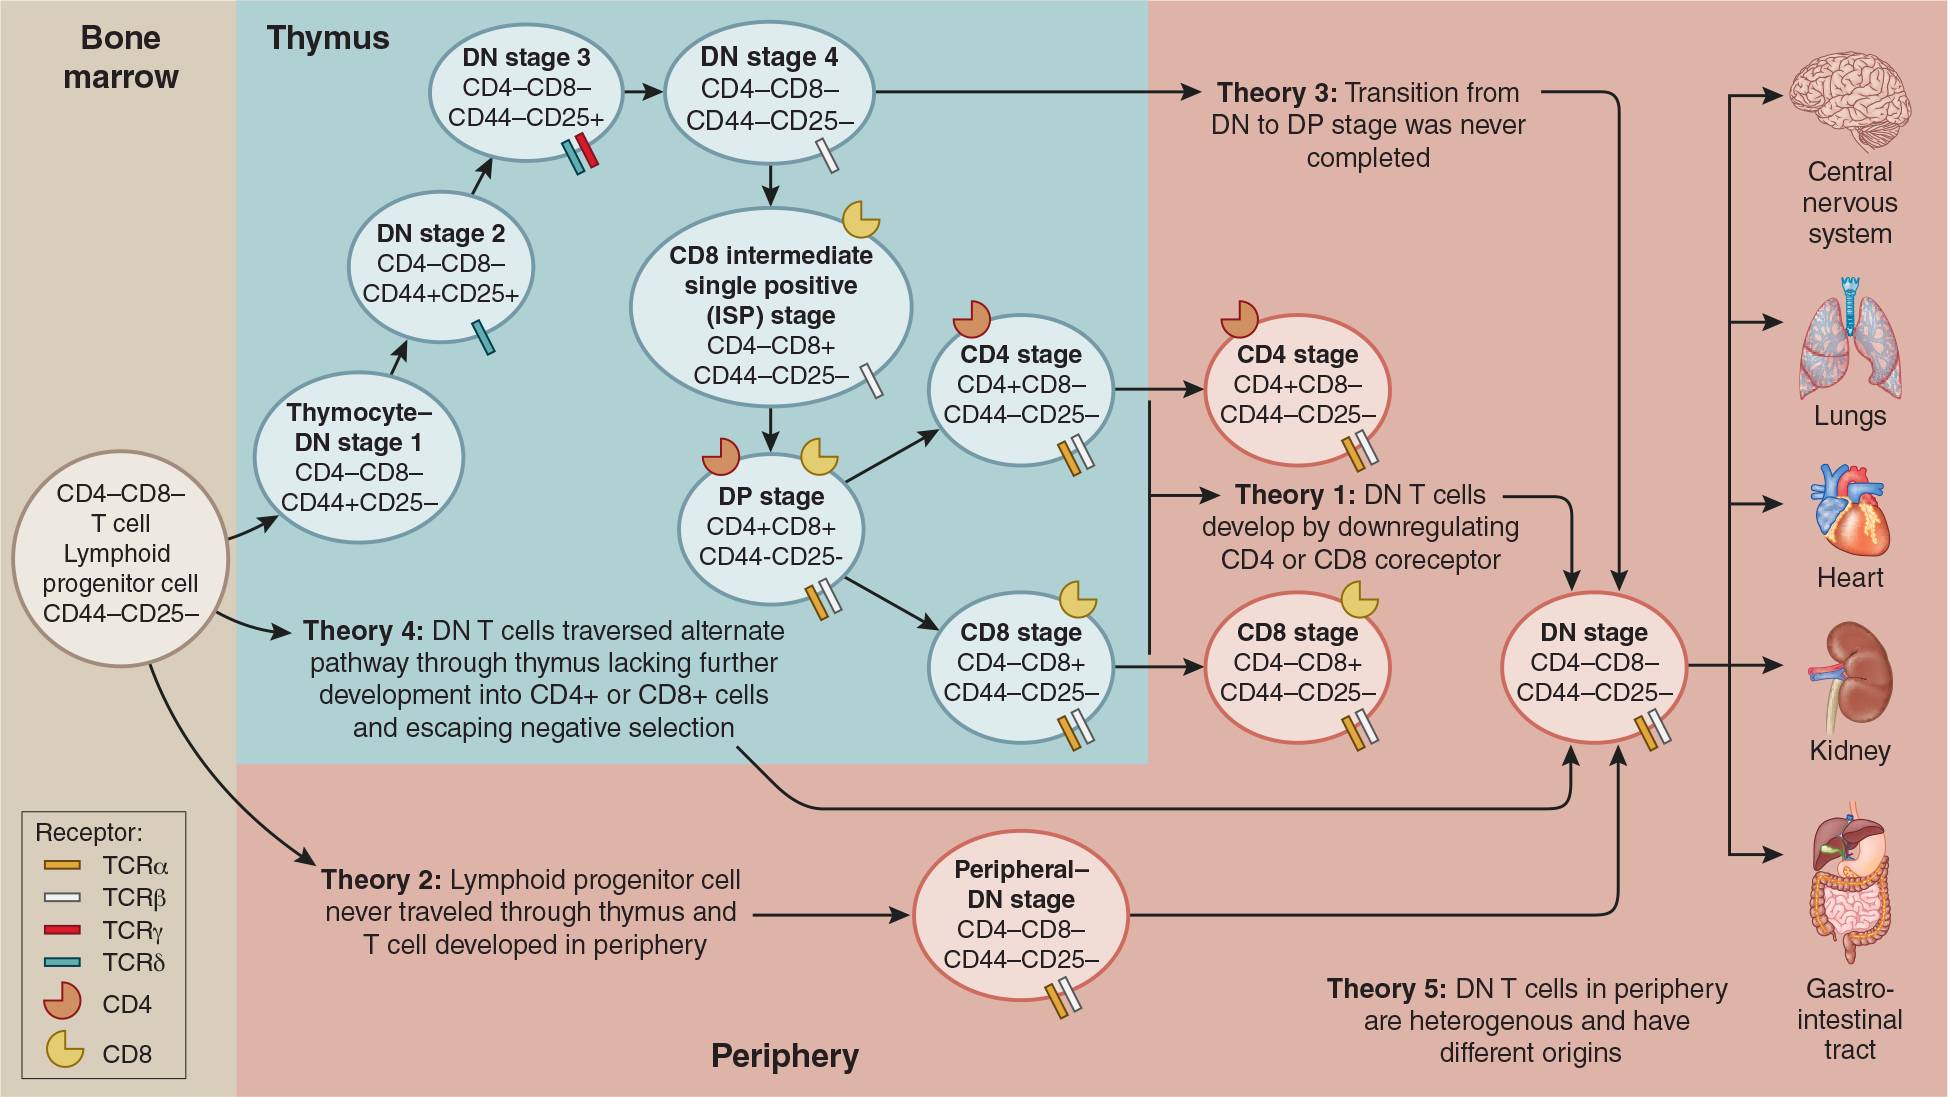 Bone
marrow
Thymus
DN stage 3
CD4–CD8–
CD44–CD25+
DN stage 4
CD4–CD8–
CD44–CD25–
Theory 3: Transition from
DN to DP stage was never
completed
Central
nervous
system
DN stage 2
CD4–CD8–
CD44+CD25+
CD8 intermediate
single positive
(ISP) stage
CD4–CD8+
CD44–CD25–
CD4 stage
CD4+CD8–
CD44–CD25–
CD4 stage
CD4+CD8–
CD44–CD25–
Lungs
Thymocyte–
DN stage 1
CD4–CD8–
CD44+CD25–
CD4–CD8–
T cell
Lymphoid
progenitor cell
CD44–CD25–
DP stage
CD4+CD8+
CD44-CD25-
Theory 1: DN T cells
develop by downregulating
CD4 or CD8 coreceptor
Heart
Theory 4: DN T cells traversed alternate
pathway through thymus lacking further
development into CD4+ or CD8+ cells
and escaping negative selection
CD8 stage
CD4–CD8+
CD44–CD25–
CD8 stage
CD4–CD8+
CD44–CD25–
DN stage
CD4–CD8–
CD44–CD25–
Kidney
Receptor:
TCRα
TCRβ
TCRγ
TCRδ
CD4
CD8
Theory 2: Lymphoid progenitor cell
never traveled through thymus and
T cell developed in periphery
Peripheral–
DN stage
CD4–CD8–
CD44–CD25–
Theory 5: DN T cells in periphery
are heterogenous and have
different origins
Gastro-
intestinal
tract
Periphery